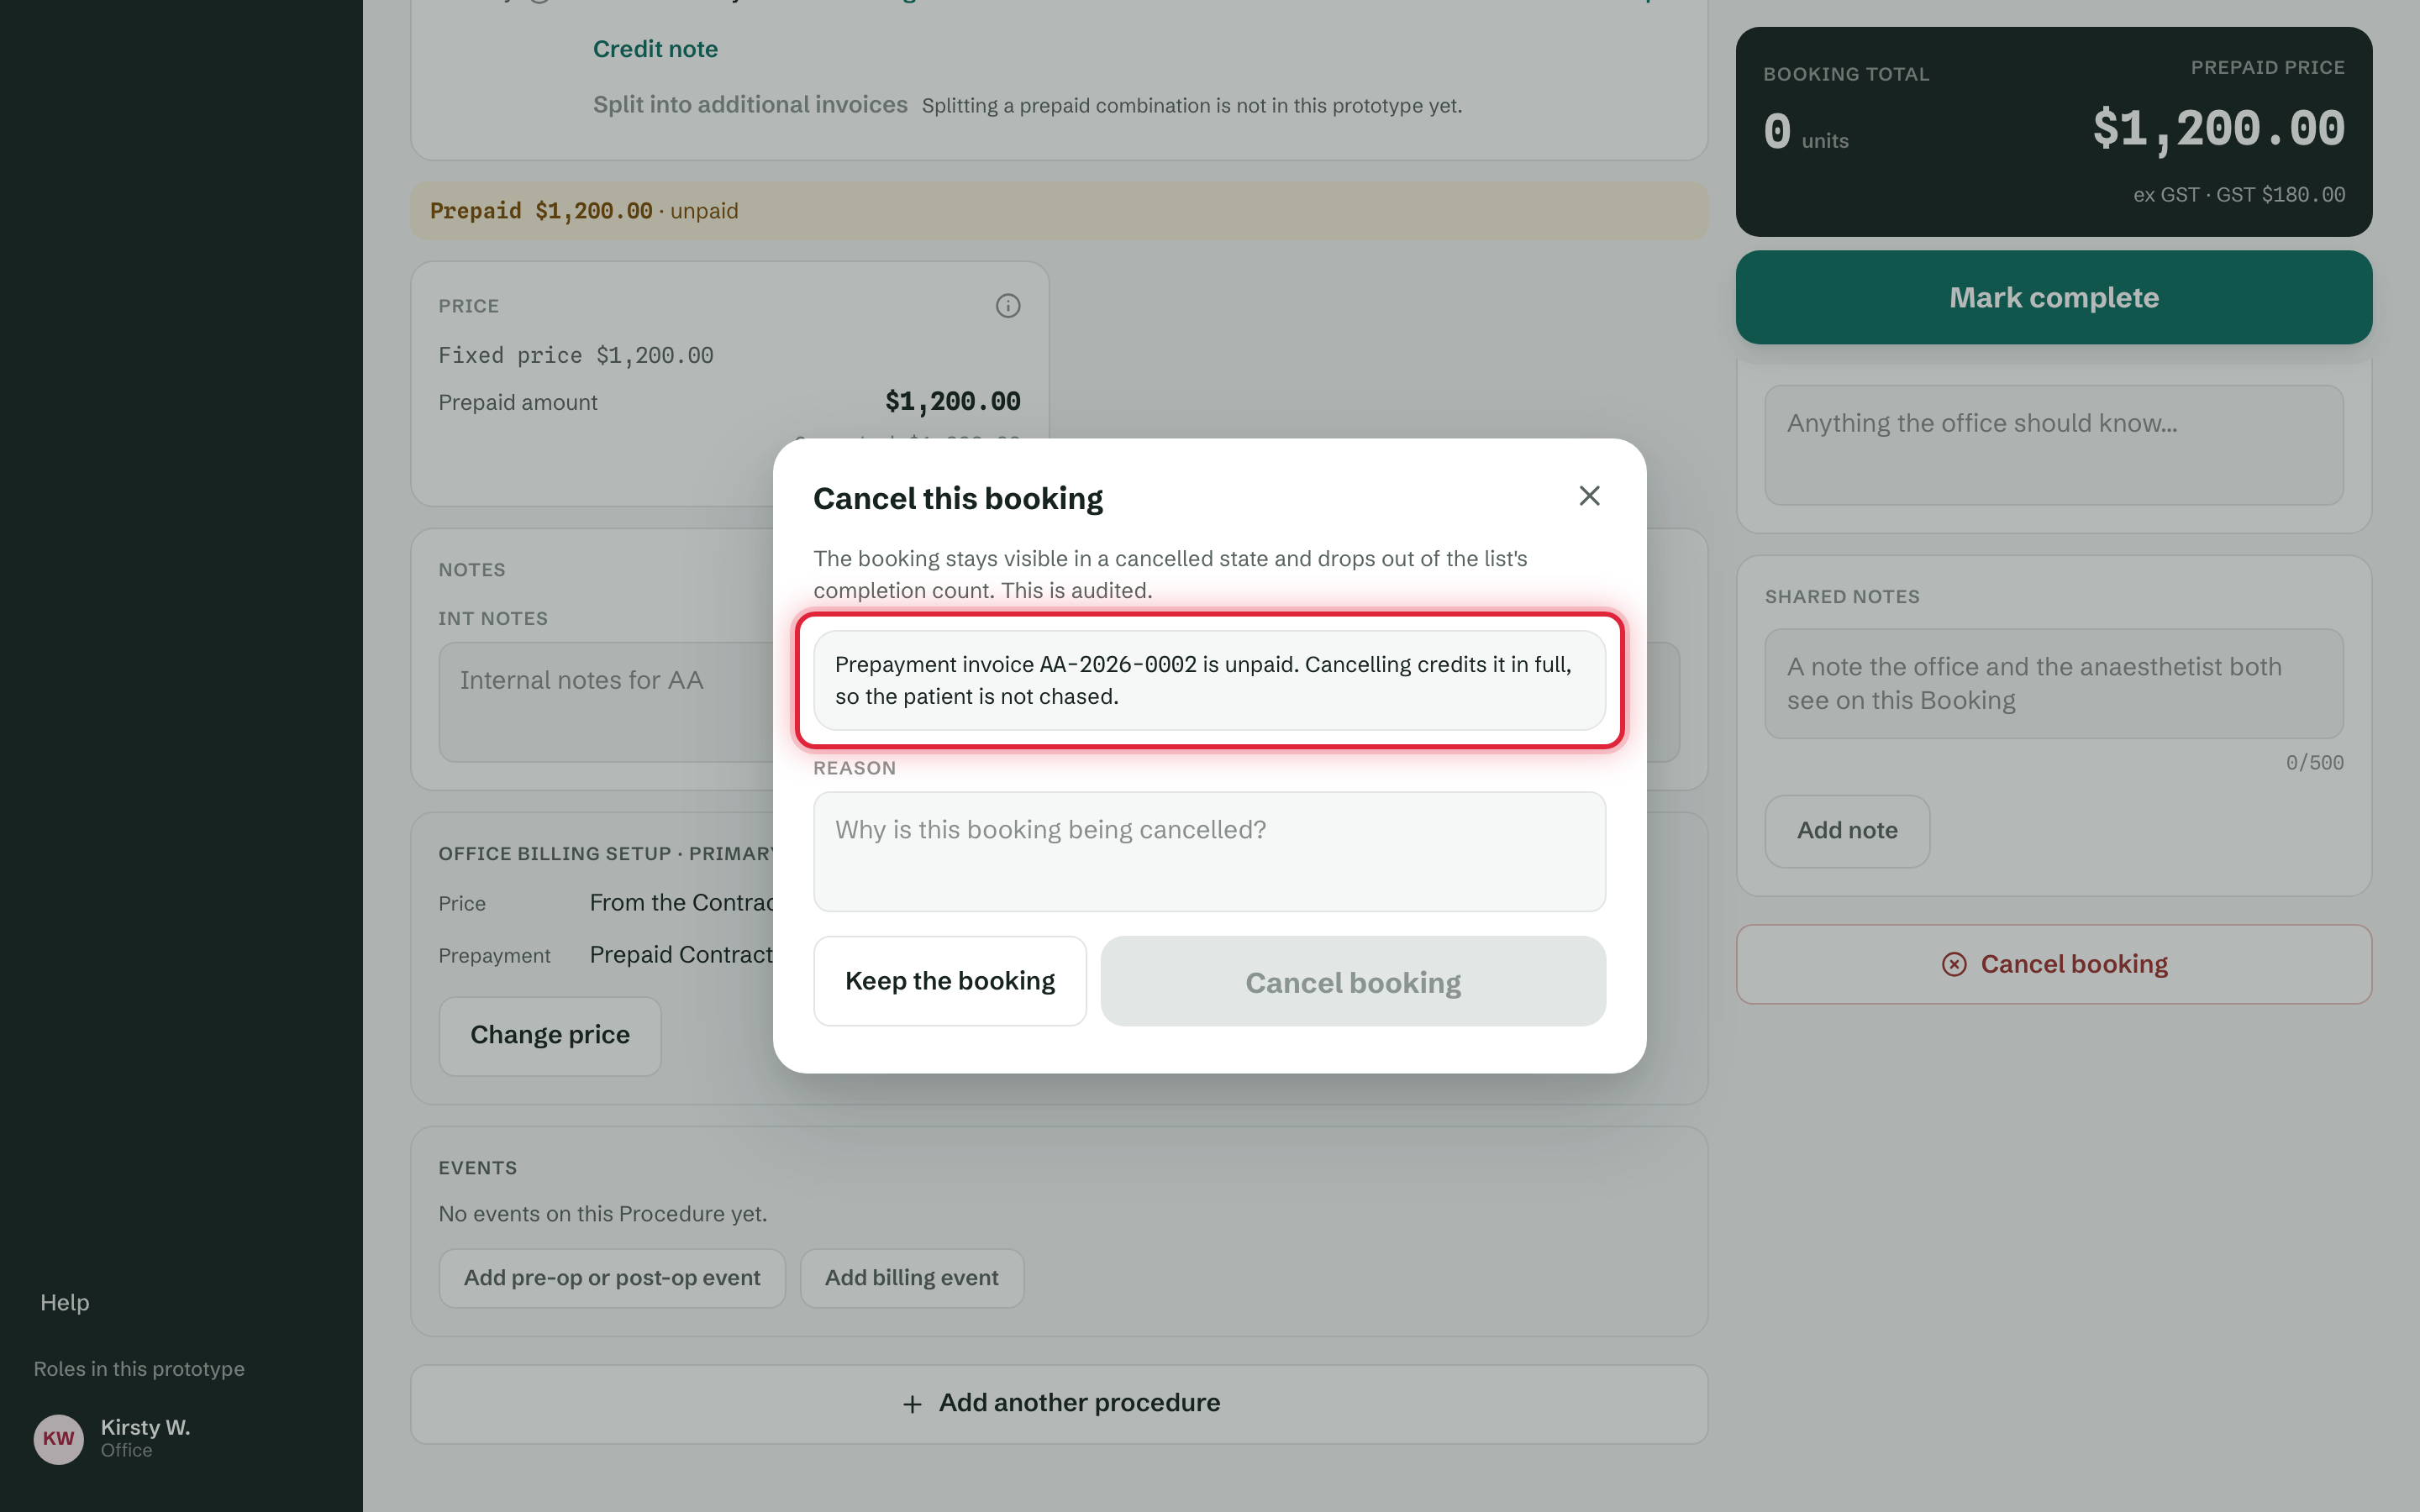 Credit note
Split into additional invoices Splitting a prepaid combination is not in this prototype yet.
Prepaid $1,200.00 · unpaid
PRICE
Fixed price $1,200.00
Prepaid amount $1,200.00
NOTES
INT NOTES
Internal notes for AA
OFFICE BILLING SETUP · PRIMARY
Price From the Contrac
Prepayment Prepaid Contract
Change price
EVENTS
No events on this Procedure yet.
Add pre-op or post-op event
Add billing event
+ Add another procedure
Cancel this booking
The booking stays visible in a cancelled state and drops out of the list's
completion count. This is audited.
Prepayment invoice AA-2026-0002 is unpaid. Cancelling credits it in full,
so the patient is not chased.
REASON
Why is this booking being cancelled?
Keep the booking
Cancel booking
BOOKING TOTAL
0 units
PREPAID PRICE
$1,200.00
ex GST · GST $180.00
Mark complete
Anything the office should know…
SHARED NOTES
A note the office and the anaesthetist both
see on this Booking
0/500
Add note
Cancel booking
Help
Roles in this prototype
KW
Kirsty W.
Office